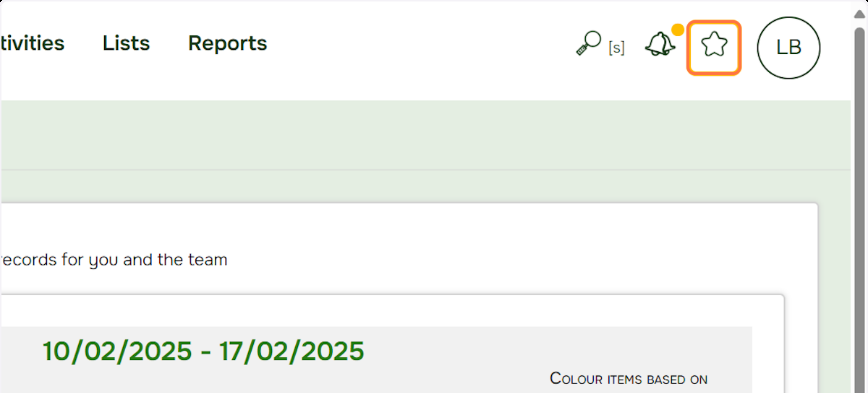 tivities Lists Reports [s] LB
records for you and the team
10/02/2025 - 17/02/2025
COLOUR ITEMS BASED ON